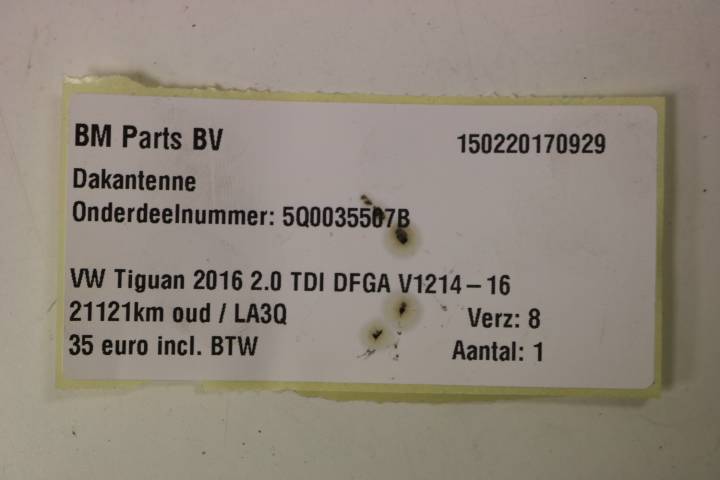 BM Parts BV 150220170929
Dakantenne
Onderdeelnummer: 5Q0035507B
VW Tiguan 2016 2.0 TDI DFGA V1214-16
21121km oud / LA3Q Verz: 8
35 euro incl. BTW Aantal: 1